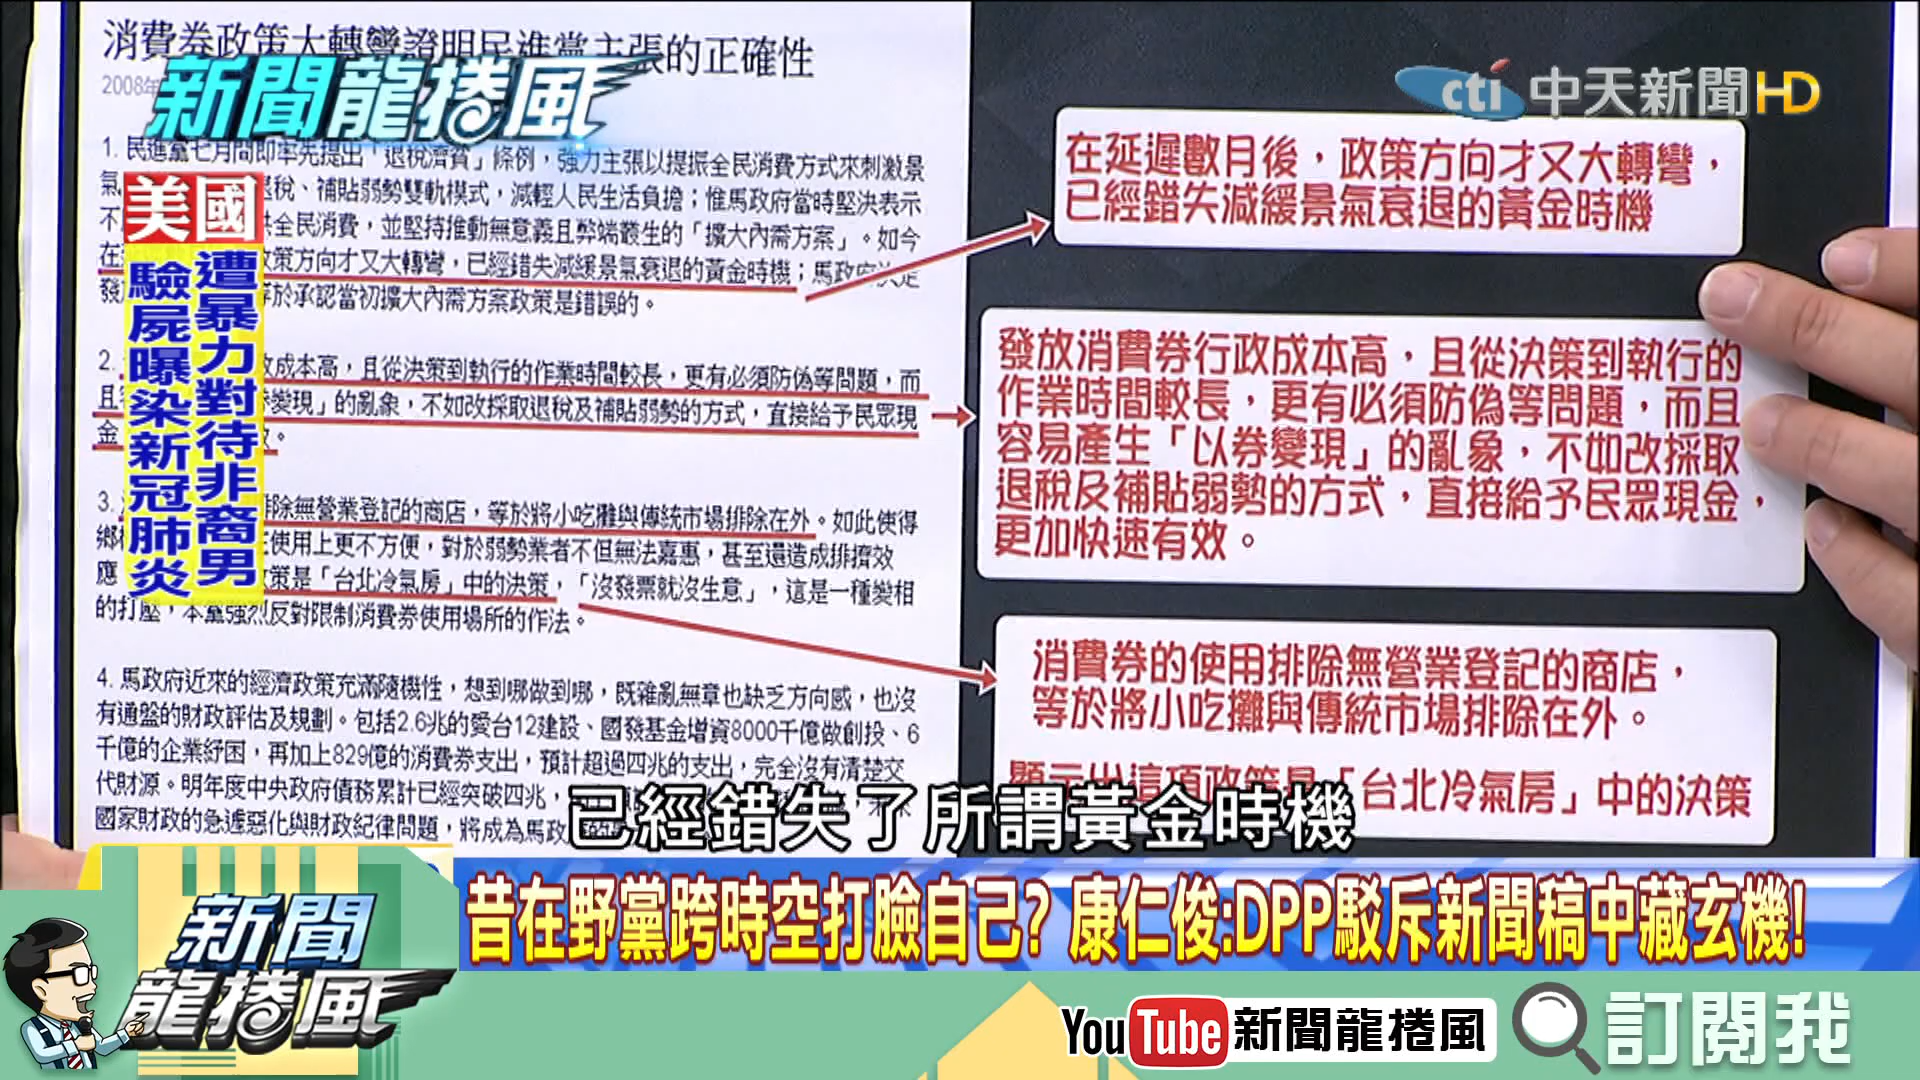 消費券政策大轉彎證明民進黨主張的正確性
2008年
新聞龍捲風
cti 中天新聞HD
1. 民進黨七月間即率先提出「退稅濟貧」條例，強力主張以提振全民消費方式來刺激景
氣 退稅、補貼弱勢雙軌模式，減輕人民生活負擔；惟馬政府當時堅決表示
不 全民消費，並堅持推動無意義且弊端叢生的「擴大內需方案」。如今
在 策方向才又大轉彎，已經錯失減緩景氣衰退的黃金時機；馬政府決定
發 等於承認當初擴大內需方案政策是錯誤的。
2. 政成本高，且從決策到執行的作業時間較長，更有必須防偽等問題，而
且 券變現」的亂象，不如改採取退稅及補貼弱勢的方式，直接給予民眾現
金 。
3. 排除無營業登記的商店，等於將小吃攤與傳統市場排除在外。如此使得
鄉 使用上更不方便，對於弱勢業者不但無法嘉惠，甚至還造成排擠效
應 政策是「台北冷氣房」中的決策，「沒發票就沒生意」，這是一種變相
的打壓，本黨強烈反對限制消費券使用場所的作法。
4. 馬政府近來的經濟政策充滿隨機性，想到哪做到哪，既雜亂無章也缺乏方向感，也沒
有通盤的財政評估及規劃。包括2.6兆的愛台12建設、國發基金增資8000千億做創投、6
千億的企業紓困，再加上829億的消費券支出，預計超過四兆的支出，完全沒有清楚交
代財源。明年度中央政府債務累計已經突破四兆，
國家財政的急遽惡化與財政紀律問題，將成為馬政
在延遲數月後，政策方向才又大轉彎，
已經錯失減緩景氣衰退的黃金時機
發放消費券行政成本高，且從決策到執行的
作業時間較長，更有必須防偽等問題，而且
容易產生「以券變現」的亂象，不如改採取
退稅及補貼弱勢的方式，直接給予民眾現金，
更加快速有效。
消費券的使用排除無營業登記的商店，
等於將小吃攤與傳統市場排除在外。
顯示出這項政策是「台北冷氣房」中的決策
美國
遭暴力對待非裔男
驗屍曝染新冠肺炎
已經錯失了所謂黃金時機
昔在野黨跨時空打臉自己? 康仁俊:DPP駁斥新聞稿中藏玄機!
新聞
龍捲風
YouTube 新聞龍捲風 訂閱我